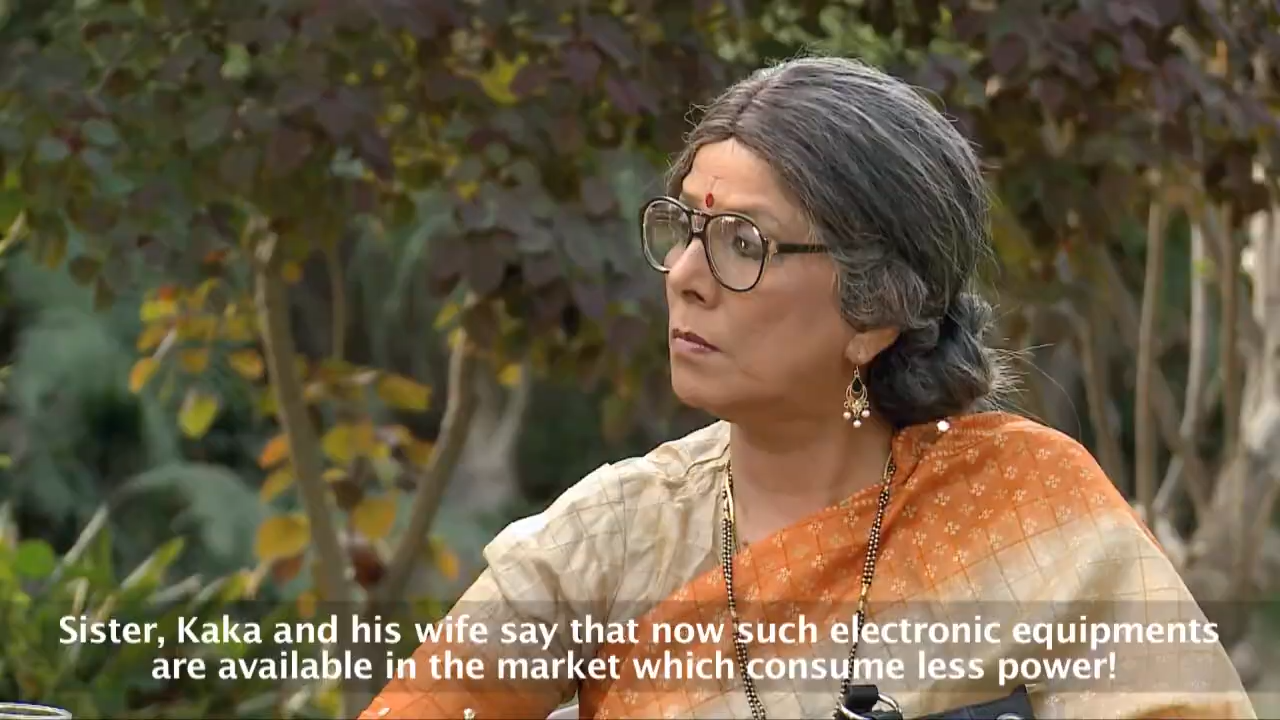 Sister, Kaka and his wife say that now such electronic equipments
are available in the market which consume less power!